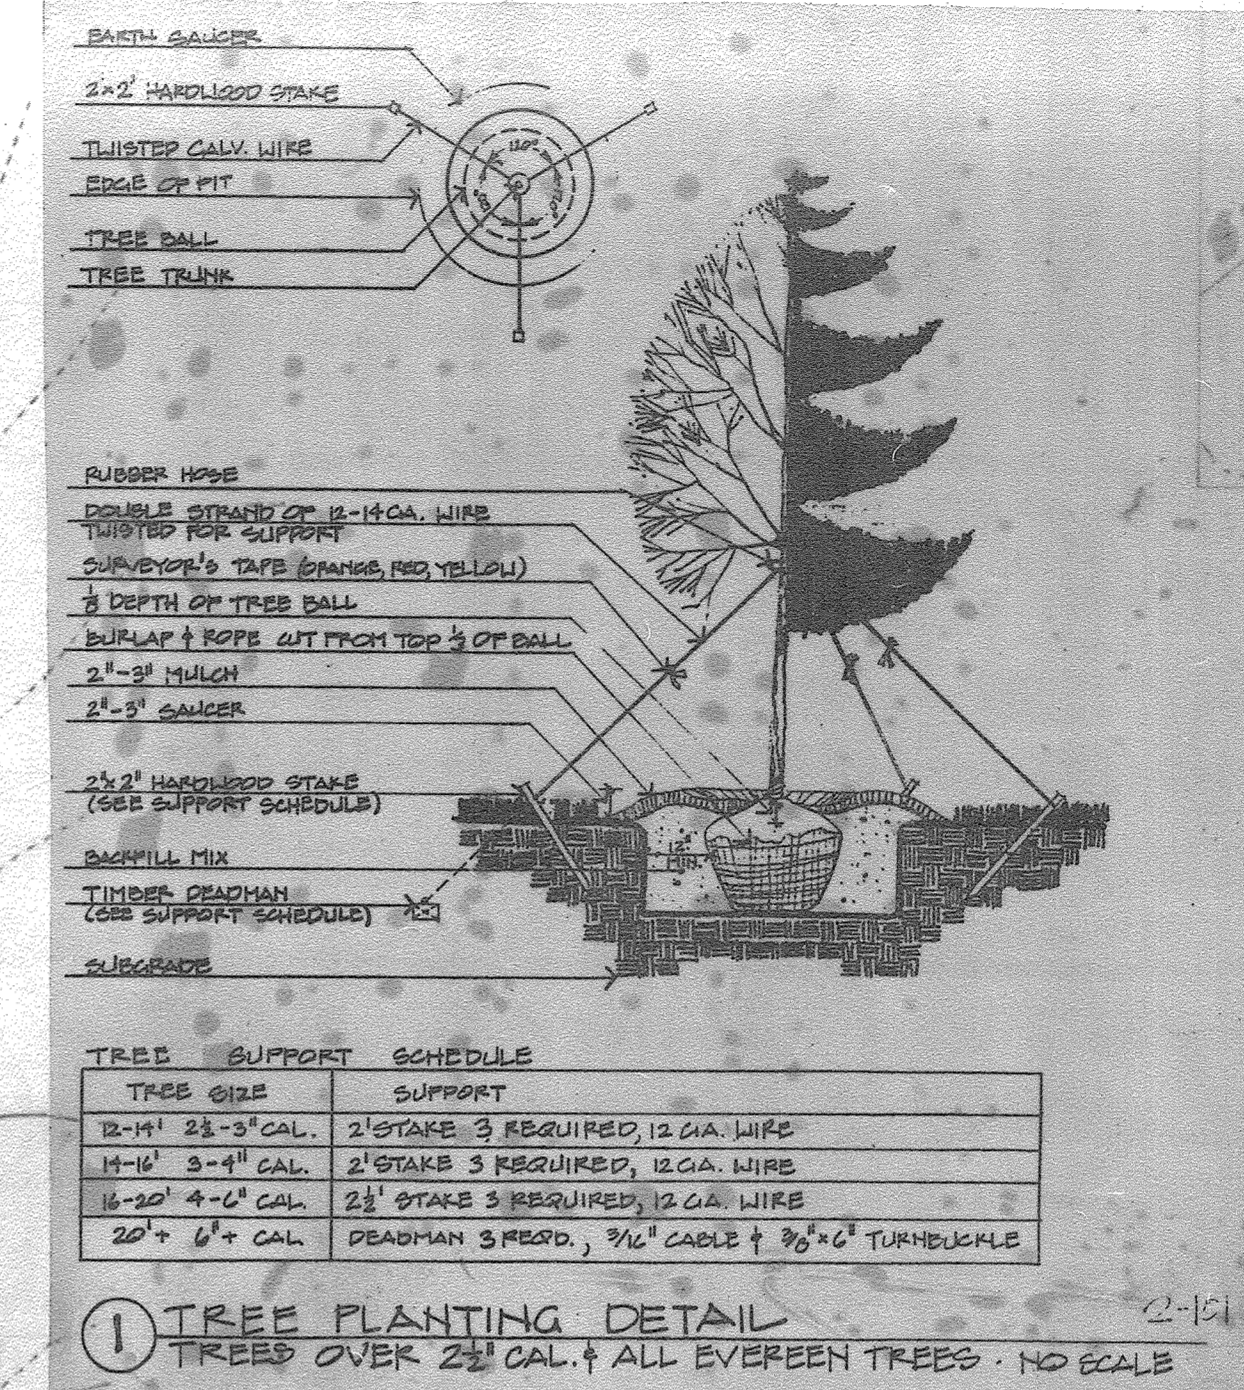 EARTH SAUCER
2"x2' HARDWOOD STAKE
TWISTED GALV. WIRE
EDGE OF PIT
TREE BALL
TREE TRUNK
120°
120°
RUBBER HOSE
DOUBLE STRAND OF 12-14 GA. WIRE
TWISTED FOR SUPPORT
SURVEYOR'S TAPE (ORANGE, RED, YELLOW)
⅛ DEPTH OF TREE BALL
BURLAP & ROPE CUT FROM TOP ⅓ OF BALL
2"-3" MULCH
2"-3" SAUCER
2"x2" HARDWOOD STAKE
(SEE SUPPORT SCHEDULE)
12"
MIN.
BACKFILL MIX
TIMBER DEADMAN
(SEE SUPPORT SCHEDULE)
SUBGRADE
TREE SUPPORT SCHEDULE
TREE SIZE SUPPORT
12-14' 2½-3" CAL. 2' STAKE 3 REQUIRED, 12 GA. WIRE
14-16' 3-4" CAL. 2' STAKE 3 REQUIRED, 12 GA. WIRE
16-20' 4-6" CAL. 2½' STAKE 3 REQUIRED, 12 GA. WIRE
20'+ 6"+ CAL DEADMAN 3 REQD., 3/16" CABLE & 3/8"x6" TURNBUCKLE
1 TREE PLANTING DETAIL
2-151
TREES OVER 2½" CAL. & ALL EVEREEN TREES · NO SCALE